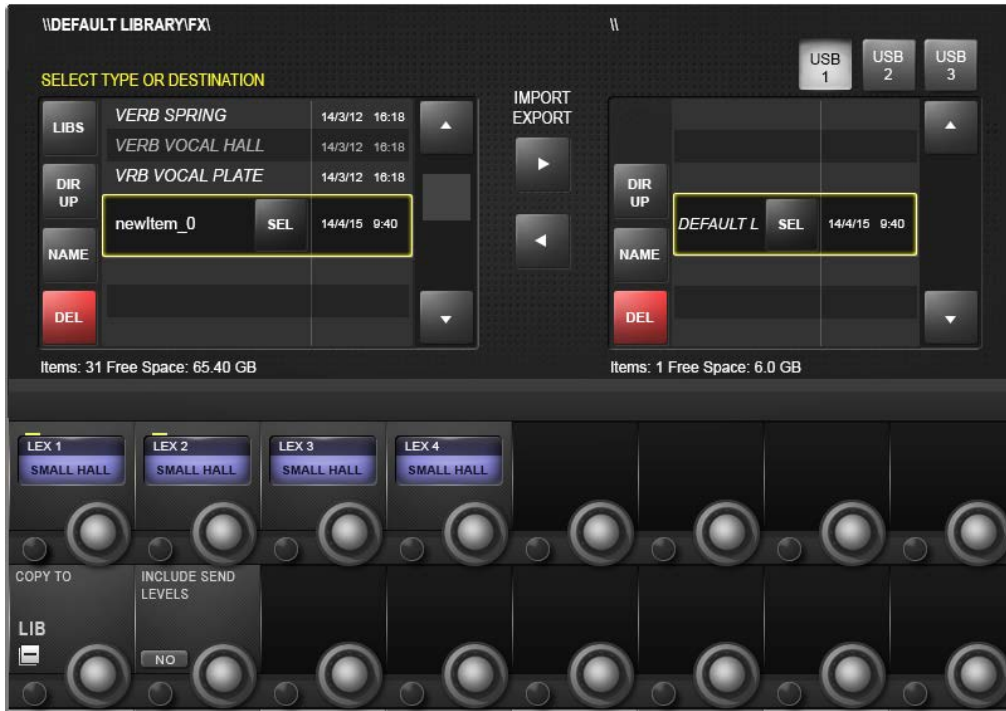 \\DEFAULT LIBRARY\FX\
\\
USB 1
USB 2
USB 3
SELECT TYPE OR DESTINATION
IMPORT
EXPORT
LIBS
VERB SPRING 14/3/12 16:18
VERB VOCAL HALL 14/3/12 16:18
DIR UP
VRB VOCAL PLATE 14/3/12 16:18
newItem_0 SEL 14/4/15 9:40
NAME
DEL
DIR UP
DEFAULT L SEL 14/4/15 9:40
NAME
DEL
Items: 31 Free Space: 65.40 GB
Items: 1 Free Space: 6.0 GB
LEX 1
SMALL HALL
LEX 2
SMALL HALL
LEX 3
SMALL HALL
LEX 4
SMALL HALL
COPY TO
LIB
INCLUDE SEND
LEVELS
NO